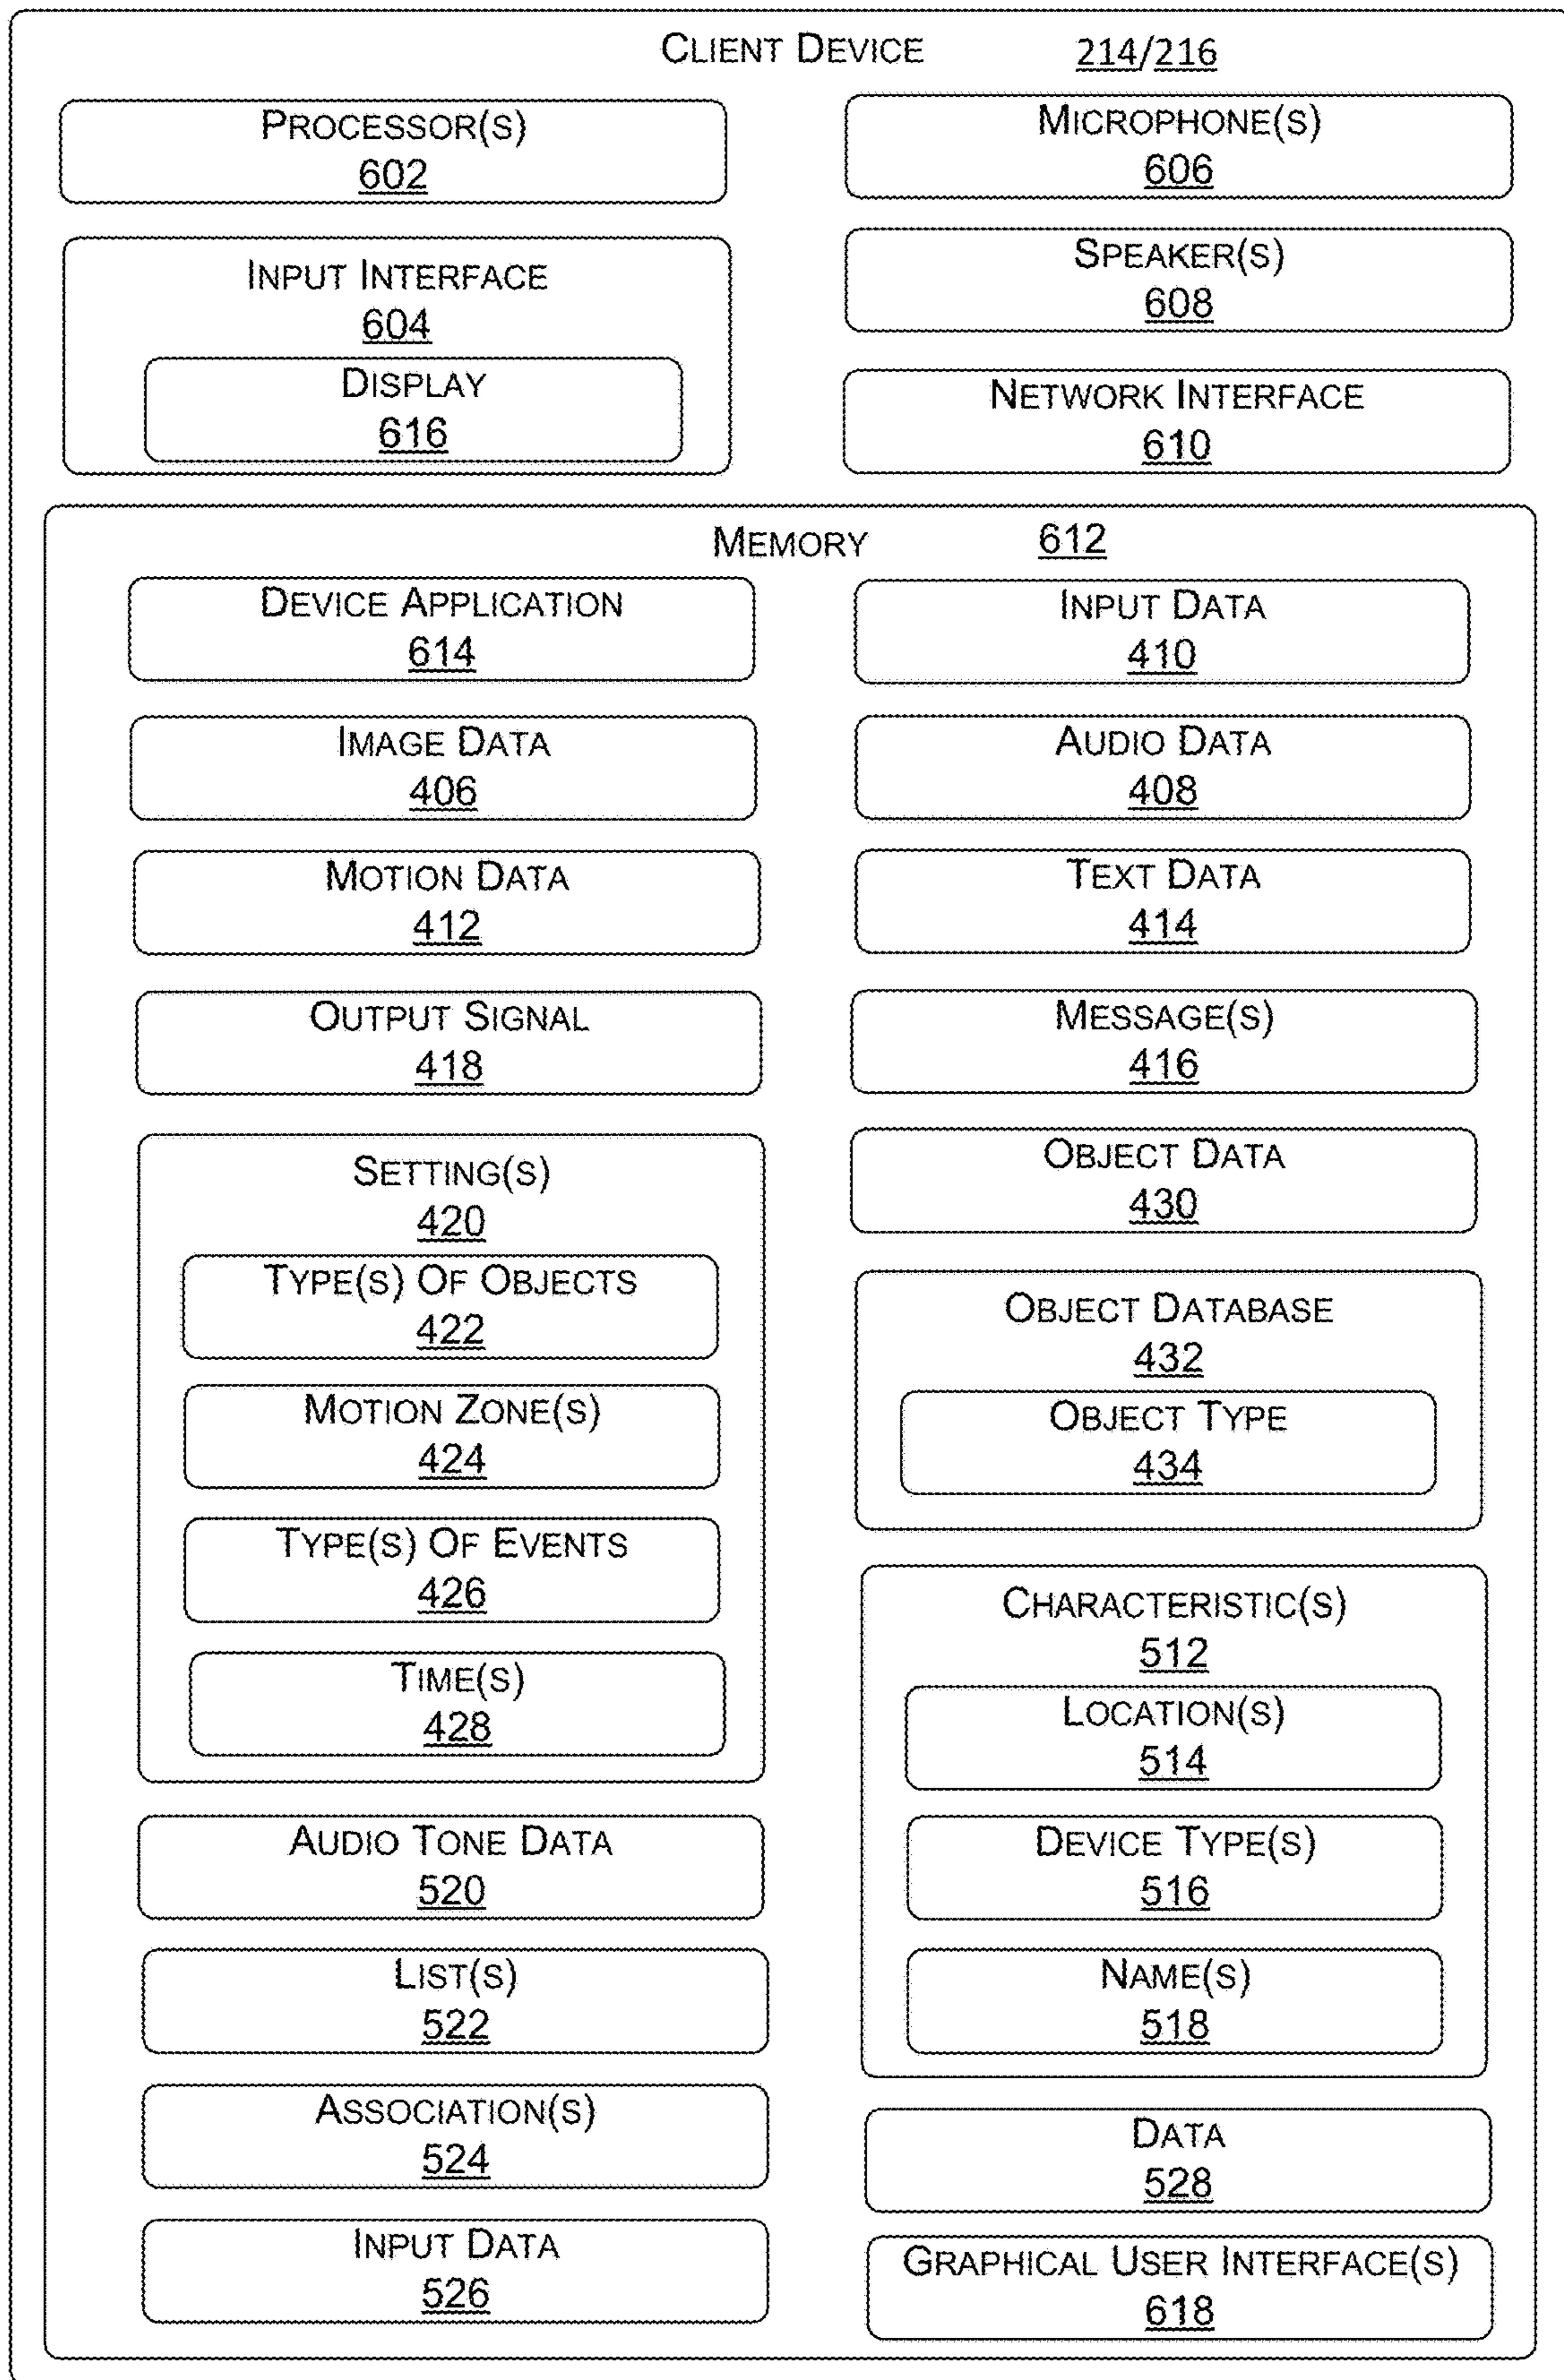 CLIENT DEVICE 214/216
PROCESSOR(S)
602
MICROPHONE(S)
606
INPUT INTERFACE
604
DISPLAY
616
SPEAKER(S)
608
NETWORK INTERFACE
610
MEMORY 612
DEVICE APPLICATION
614
INPUT DATA
410
IMAGE DATA
406
AUDIO DATA
408
MOTION DATA
412
TEXT DATA
414
OUTPUT SIGNAL
418
MESSAGE(S)
416
SETTING(S)
420
TYPE(S) OF OBJECTS
422
MOTION ZONE(S)
424
TYPE(S) OF EVENTS
426
TIME(S)
428
OBJECT DATA
430
OBJECT DATABASE
432
OBJECT TYPE
434
CHARACTERISTIC(S)
512
LOCATION(S)
514
DEVICE TYPE(S)
516
NAME(S)
518
AUDIO TONE DATA
520
LIST(S)
522
ASSOCIATION(S)
524
INPUT DATA
526
DATA
528
GRAPHICAL USER INTERFACE(S)
618